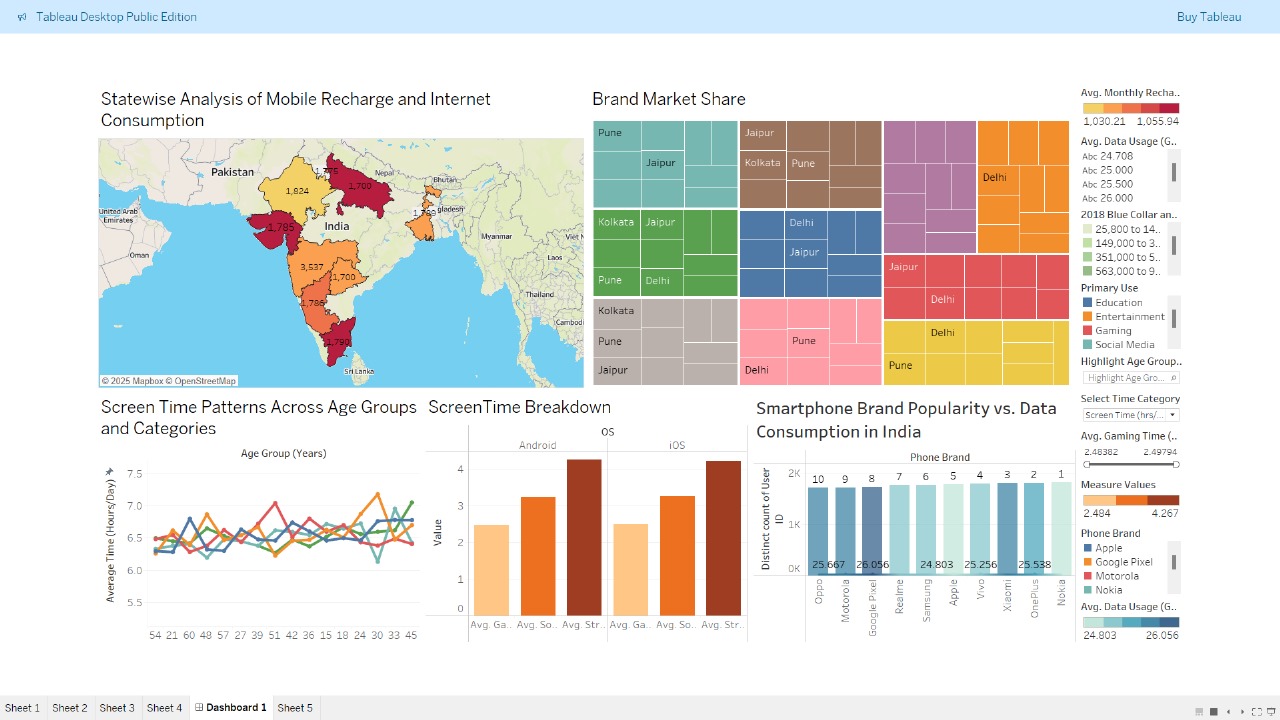 Tableau Desktop Public Edition
Buy Tableau
Statewise Analysis of Mobile Recharge and Internet
Consumption
Pakistan
Nepal
Bhutan
United Arab
Emirates
Oman
India
Myanmar
Laos
Thailand
Sri Lanka
1,824
1,700
1,785
3,537
1,700
1,786
1,790
© 2025 Mapbox © OpenStreetMap
Brand Market Share
Pune
Jaipur
Jaipur
Kolkata
Pune
Delhi
Kolkata
Jaipur
Pune
Delhi
Delhi
Jaipur
Jaipur
Delhi
Kolkata
Pune
Jaipur
Pune
Delhi
Delhi
Pune
Avg. Monthly Recha..
1,030.21 1,055.94
Avg. Data Usage (G..
Abc 24.708
Abc 25.000
Abc 25.500
Abc 26.000
2018 Blue Collar an..
25,800 to 14..
149,000 to 3..
351,000 to 9..
563,000 to 9..
Primary Use
Education
Entertainment
Gaming
Social Media
Highlight Age Group..
Highlight Age Gro...
Select Time Category
Screen Time (hrs/...
Avg. Gaming Time (..
2.48382 2.49794
Measure Values
2.484 4.267
Phone Brand
Apple
Google Pixel
Motorola
Nokia
Avg. Data Usage (G..
24.803 26.056
Screen Time Patterns Across Age Groups
and Categories
Age Group (Years)
Average Time (Hours/Day)
7.5
7.0
6.5
6.0
5.5
54 21 60 48 57 27 45 39 51 42 36 15 18 24 30 33 45
ScreenTime Breakdown
OS
Android iOS
Value
4
3
2
1
0
Avg. Ga.. Avg. So.. Avg. Str.. Avg. Ga.. Avg. So.. Avg. Str..
Smartphone Brand Popularity vs. Data
Consumption in India
Phone Brand
Distinct count of User
ID
2K
1K
0K
10 9 8 7 6 5 4 3 2 1
25.667 26.056 24.803 25.256 25.538
Oppo
Motorola
Google Pixel
Realme
Samsung
Apple
Vivo
Xiaomi
OnePlus
Nokia
Sheet 1 Sheet 2 Sheet 3 Sheet 4 Dashboard 1 Sheet 5